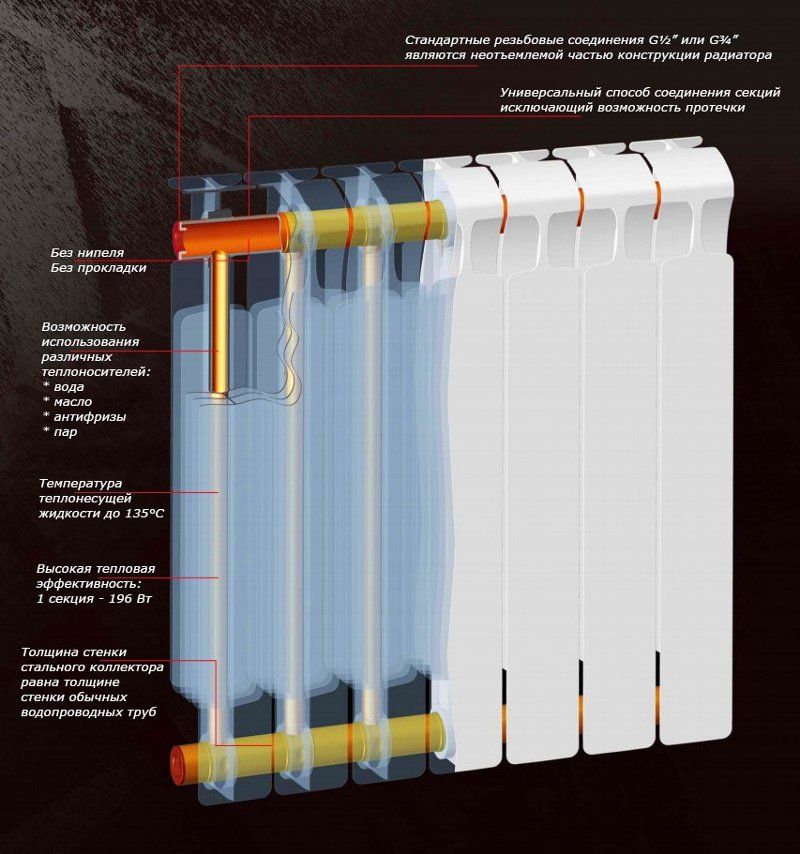 Стандартные резьбовые соединения G½” или G¾”
являются неотъемлемой частью конструкции радиатора
Универсальный способ соединения секций
исключающий возможность протечки
Без нипеля
Без прокладки
Возможность
использования
различных
теплоносителей:
* вода
* масло
* антифризы
* пар
Температура
теплонесущей
жидкости до 135°С
Высокая тепловая
эффективность:
1 секция - 196 Вт
Толщина стенки
стального коллектора
равна толщине
стенки обычных
водопроводных труб